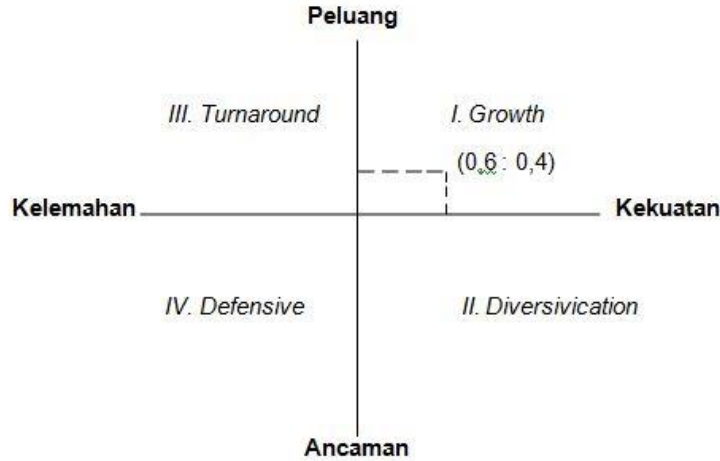 Peluang
III. Turnaround
I. Growth
(0,6 : 0,4)
Kelemahan
Kekuatan
IV. Defensive
II. Diversivication
Ancaman